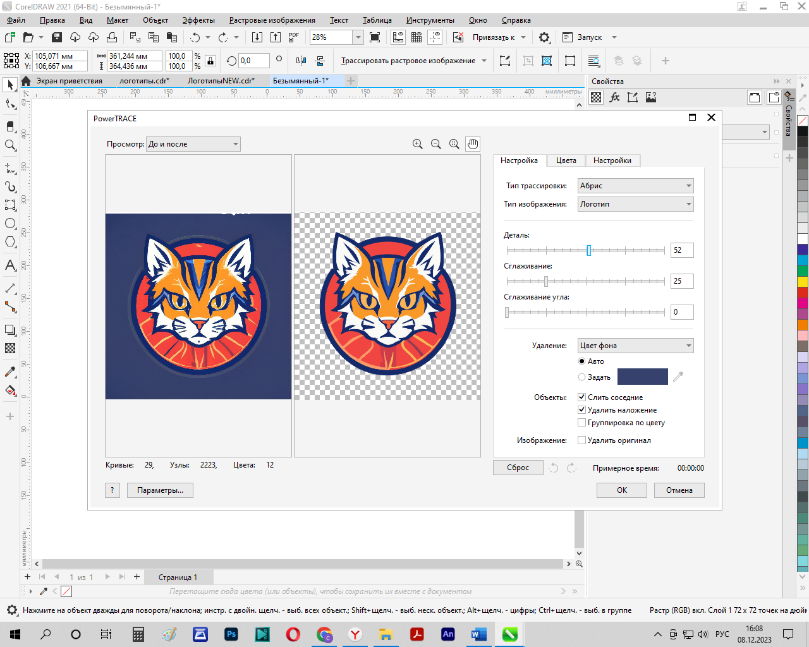 CorelDRAW 2021 (64-Bit) - Безымянный-1*
Файл Правка Вид Макет Объект Эффекты Растровые изображения Текст Таблица Инструменты Окно Справка
28% Привязать к Запуск
X: 105,071 мм 361,244 мм 100,0 % 0,0 Трассировать растровое изображение
Y: 106,667 мм 364,436 мм 100,0 %
Экран приветствия логотипы.cdr* ЛоготипыNEW.cdr* Безымянный-1* Свойства
миллиметры
PowerTRACE
Просмотр: До и после
Настройка Цвета Настройки
Тип трассировки: Абрис
Тип изображения: Логотип
Деталь:
52
Сглаживание:
25
Сглаживание угла:
0
Удаление: Цвет фона
Авто
Задать
Объекты: Слить соседние
Удалить наложение
Группировка по цвету
Изображение: Удалить оригинал
Кривые: 29, Узлы: 2223, Цвета: 12
Сброс Примерное время: 00:00:00
? Параметры... ОК Отмена
Свойства
миллиметры
1 из 1 Страница 1
Перетащите сюда цвета (или объекты), чтобы сохранить их вместе с документом
Нажмите на объект дважды для поворота/наклона; инстр. с двойн. щелч. - выб. всех объект.; Shift+щелч. - выб. неск. объект.; Alt+щелч. - цифры; Ctrl+щелч. - выб. в группе Растр (RGB) вкл. Слой 1 72 x 72 точек на дюй
РУС 16:08
08.12.2023